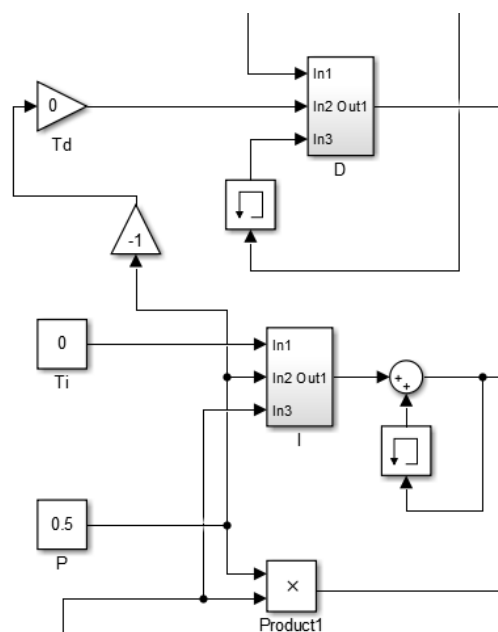 In1
0
In2 Out1
Td
In3
D
-1
0
In1
Ti
In2 Out1
+
+
In3
I
0.5
P
×
Product1